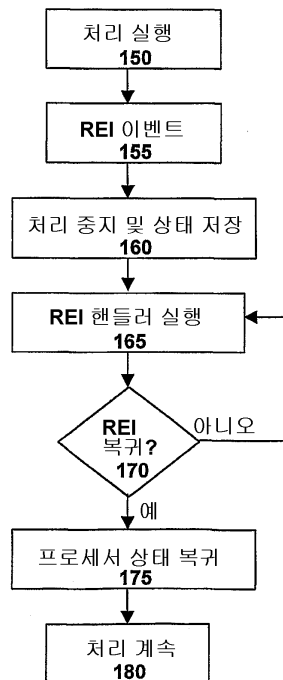 처리 실행
150
REI 이벤트
155
처리 중지 및 상태 저장
160
REI 핸들러 실행
165
REI
복귀?
170
아니오
예
프로세서 상태 복귀
175
처리 계속
180